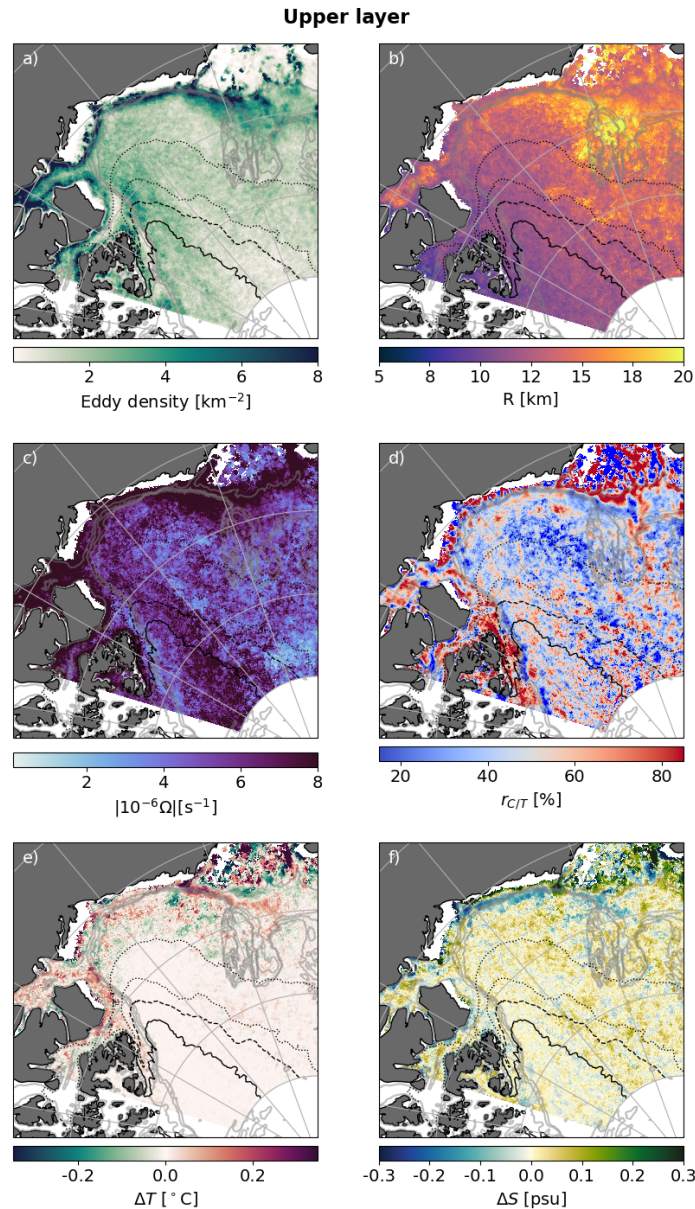 Upper layer
a)
b)
2 4 6 8
5 8 10 12 15 18 20
Eddy density [km⁻²]
R [km]
c)
d)
2 4 6 8
20 40 60 80
|10⁻⁶Ω|[s⁻¹]
r_{C/T} [%]
e)
f)
-0.2 0.0 0.2
-0.3 -0.2 -0.1 0.0 0.1 0.2 0.3
ΔT [°C]
ΔS [psu]